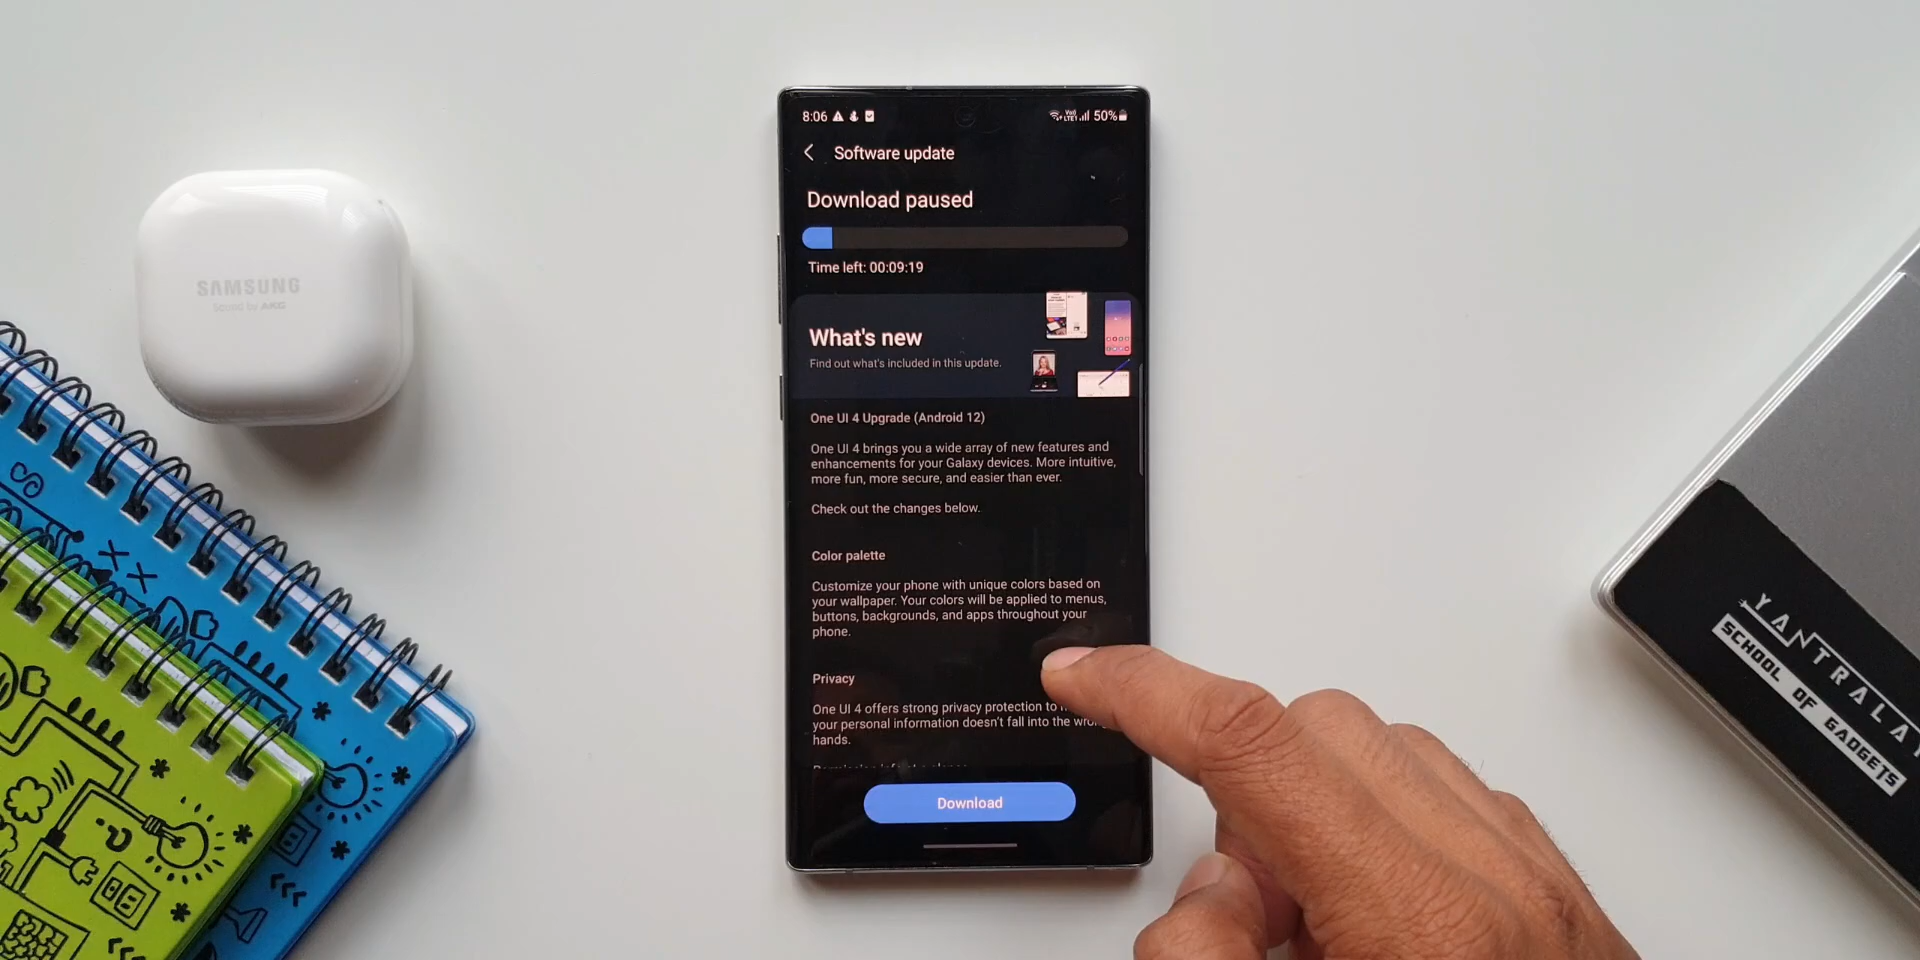 SAMSUNG
Sound by AKG
8:06
50%
Software update
Download paused
Time left: 00:09:19
What's new
Find out what's included in this update.
One UI 4 Upgrade (Android 12)
One UI 4 brings you a wide array of new features and
enhancements for your Galaxy devices. More intuitive,
more fun, more secure, and easier than ever.
Check out the changes below.
Color palette
Customize your phone with unique colors based on
your wallpaper. Your colors will be applied to menus,
buttons, backgrounds, and apps throughout your
phone.
Privacy
One UI 4 offers strong privacy protection to
your personal information doesn't fall into the
hands.
Download
YANTRALAY
SCHOOL OF GADGETS